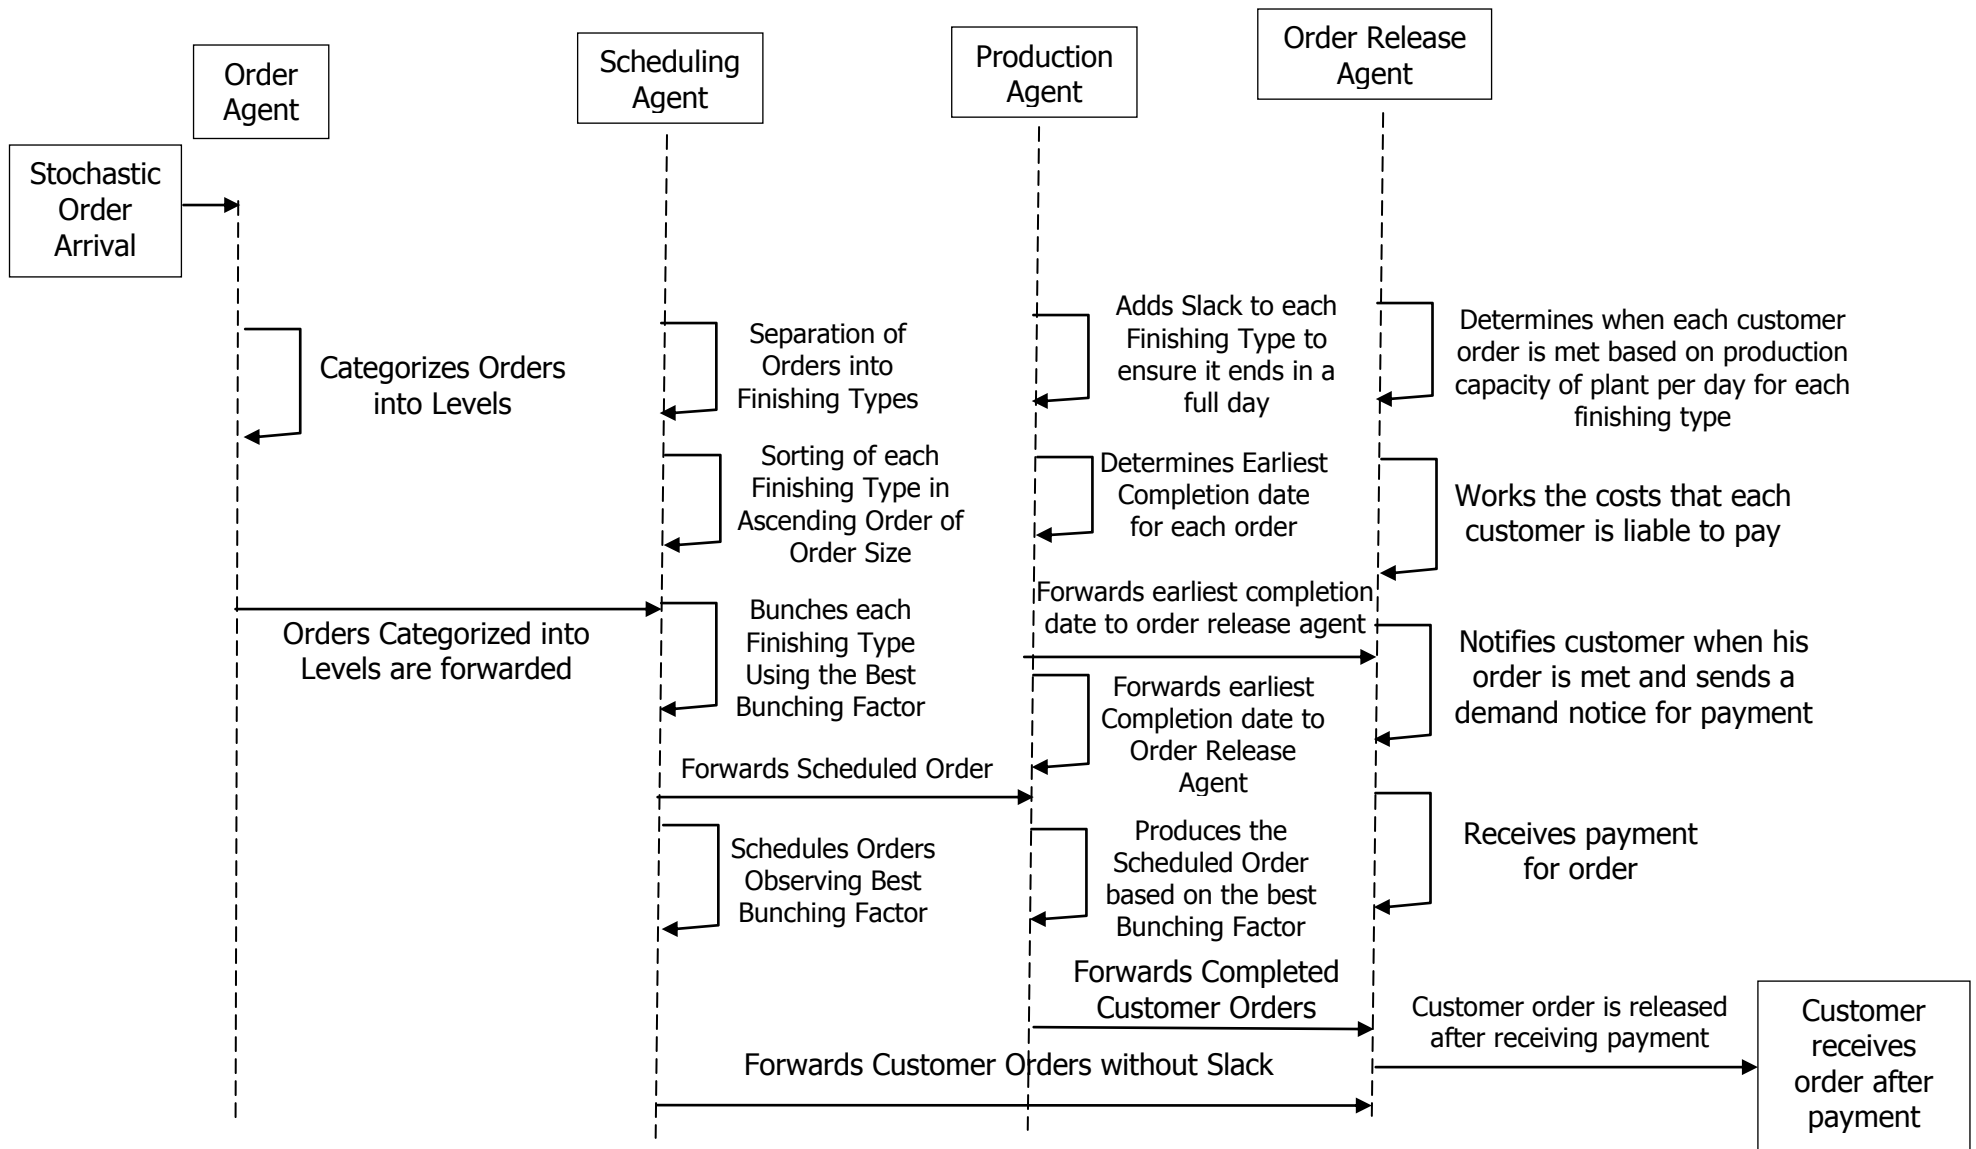 Order
Agent
Scheduling
Agent
Production
Agent
Order Release
Agent
Stochastic
Order
Arrival
Categorizes Orders
into Levels
Separation of
Orders into
Finishing Types
Adds Slack to each
Finishing Type to
ensure it ends in a
full day
Determines when each customer
order is met based on production
capacity of plant per day for each
finishing type
Sorting of each
Finishing Type in
Ascending Order of
Order Size
Determines Earliest
Completion date
for each order
Works the costs that each
customer is liable to pay
Orders Categorized into
Levels are forwarded
Bunches each
Finishing Type
Using the Best
Bunching Factor
Forwards earliest completion
date to order release agent
Notifies customer when his
order is met and sends a
demand notice for payment
Forwards earliest
Completion date to
Order Release
Agent
Forwards Scheduled Order
Schedules Orders
Observing Best
Bunching Factor
Produces the
Scheduled Order
based on the best
Bunching Factor
Receives payment
for order
Forwards Completed
Customer Orders
Customer order is released
after receiving payment
Forwards Customer Orders without Slack
Customer
receives
order after
payment